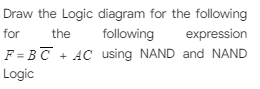 Draw the Logic diagram for the following
for the following expression
F = B C̅ + AC using NAND and NAND
Logic